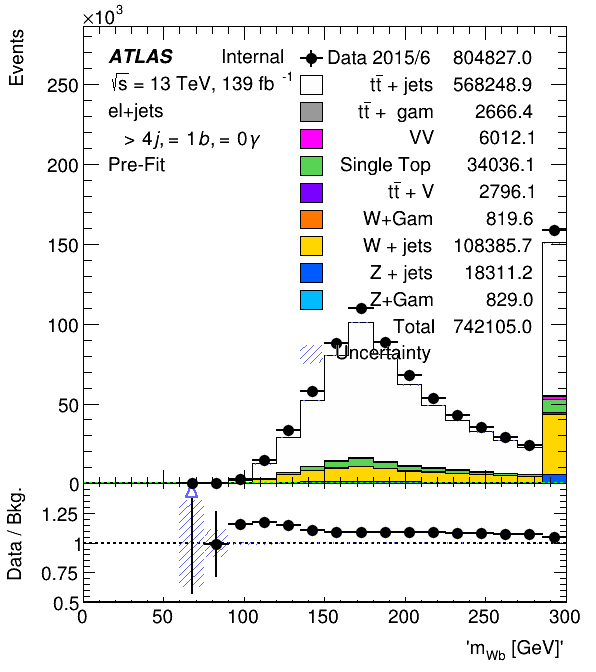 ×10³
Events
ATLAS Internal
√s = 13 TeV, 139 fb⁻¹
el+jets
> 4j, = 1b, = 0γ
Pre-Fit
Data 2015/6 804827.0
tt̄ + jets 568248.9
tt̄ + gam 2666.4
VV 6012.1
Single Top 34036.1
tt̄ + V 2796.1
W+Gam 819.6
W + jets 108385.7
Z + jets 18311.2
Z+Gam 829.0
Total 742105.0
Uncertainty
250
200
150
100
50
0
Data / Bkg.
1.25
1
0.75
0.5
0 50 100 150 200 250 300
'm_Wb [GeV]'